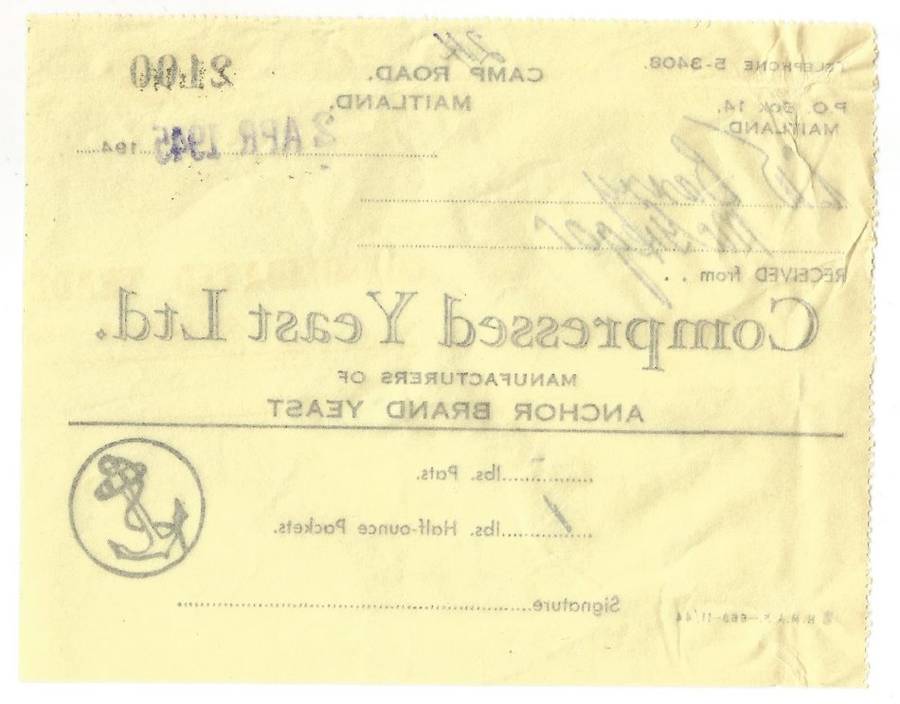 TELEPHONE 5-3408.
P.O. Box 14,
MAITLAND.
CAMP ROAD.
MAITLAND.
2 APR 1945
194
RECEIVED from . .
Compressed Yeast Ltd.
MANUFACTURERS OF
ANCHOR BRAND YEAST
lbs. Pats.
1 lbs. Half-ounce Packets.
Signature